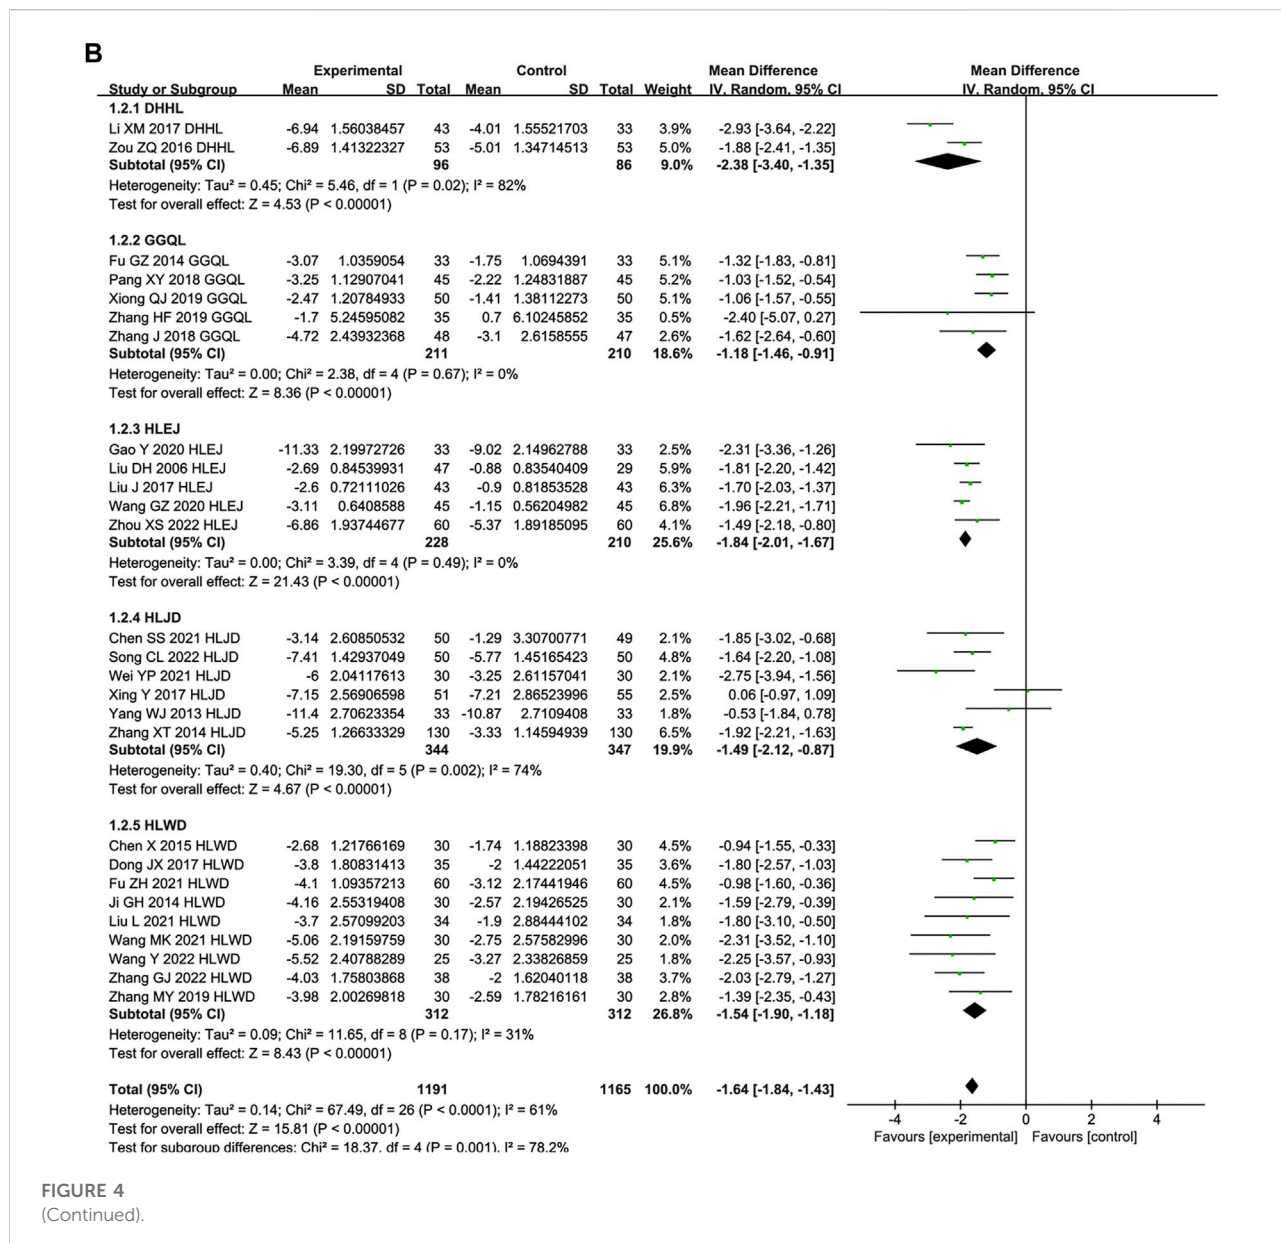 B
Experimental Control Mean Difference Mean Difference
Study or Subgroup Mean SD Total Mean SD Total Weight IV, Random, 95% CI IV, Random, 95% CI
1.2.1 DHHL
Li XM 2017 DHHL -6.94 1.56038457 43 -4.01 1.55521703 33 3.9% -2.93 [-3.64, -2.22]
Zou ZQ 2016 DHHL -6.89 1.41322327 53 -5.01 1.34714513 53 5.0% -1.88 [-2.41, -1.35]
Subtotal (95% CI) 96 86 9.0% -2.38 [-3.40, -1.35]
Heterogeneity: Tau² = 0.45; Chi² = 5.46, df = 1 (P = 0.02); I² = 82%
Test for overall effect: Z = 4.53 (P < 0.00001)
1.2.2 GGQL
Fu GZ 2014 GGQL -3.07 1.0359054 33 -1.75 1.0694391 33 5.1% -1.32 [-1.83, -0.81]
Pang XY 2018 GGQL -3.25 1.12907041 45 -2.22 1.24831887 45 5.2% -1.03 [-1.52, -0.54]
Xiong QJ 2019 GGQL -2.47 1.20784933 50 -1.41 1.38112273 50 5.1% -1.06 [-1.57, -0.55]
Zhang HF 2019 GGQL -1.7 5.24595082 35 0.7 6.10245852 35 0.5% -2.40 [-5.07, 0.27]
Zhang J 2018 GGQL -4.72 2.43932368 48 -3.1 2.6158555 47 2.6% -1.62 [-2.64, -0.60]
Subtotal (95% CI) 211 210 18.6% -1.18 [-1.46, -0.91]
Heterogeneity: Tau² = 0.00; Chi² = 2.38, df = 4 (P = 0.67); I² = 0%
Test for overall effect: Z = 8.36 (P < 0.00001)
1.2.3 HLEJ
Gao Y 2020 HLEJ -11.33 2.19972726 33 -9.02 2.14962788 33 2.5% -2.31 [-3.36, -1.26]
Liu DH 2006 HLEJ -2.69 0.84539931 47 -0.88 0.83540409 29 5.9% -1.81 [-2.20, -1.42]
Liu J 2017 HLEJ -2.6 0.72111026 43 -0.9 0.81853528 43 6.3% -1.70 [-2.03, -1.37]
Wang GZ 2020 HLEJ -3.11 0.6408588 45 -1.15 0.56204982 45 6.8% -1.96 [-2.21, -1.71]
Zhou XS 2022 HLEJ -6.86 1.93744677 60 -5.37 1.89185095 60 4.1% -1.49 [-2.18, -0.80]
Subtotal (95% CI) 228 210 25.6% -1.84 [-2.01, -1.67]
Heterogeneity: Tau² = 0.00; Chi² = 3.39, df = 4 (P = 0.49); I² = 0%
Test for overall effect: Z = 21.43 (P < 0.00001)
1.2.4 HLJD
Chen SS 2021 HLJD -3.14 2.60850532 50 -1.29 3.30700771 49 2.1% -1.85 [-3.02, -0.68]
Song CL 2022 HLJD -7.41 1.42937049 50 -5.77 1.45165423 50 4.8% -1.64 [-2.20, -1.08]
Wei YP 2021 HLJD -6 2.04117613 30 -3.25 2.61157041 30 2.1% -2.75 [-3.94, -1.56]
Xing Y 2017 HLJD -7.15 2.56906598 51 -7.21 2.86523996 55 2.5% 0.06 [-0.97, 1.09]
Yang WJ 2013 HLJD -11.4 2.70623354 33 -10.87 2.7109408 33 1.8% -0.53 [-1.84, 0.78]
Zhang XT 2014 HLJD -5.25 1.26633329 130 -3.33 1.14594939 130 6.5% -1.92 [-2.21, -1.63]
Subtotal (95% CI) 344 347 19.9% -1.49 [-2.12, -0.87]
Heterogeneity: Tau² = 0.40; Chi² = 19.30, df = 5 (P = 0.002); I² = 74%
Test for overall effect: Z = 4.67 (P < 0.00001)
1.2.5 HLWD
Chen X 2015 HLWD -2.68 1.21766169 30 -1.74 1.18823398 30 4.5% -0.94 [-1.55, -0.33]
Dong JX 2017 HLWD -3.8 1.80831413 35 -2 1.44222051 35 3.6% -1.80 [-2.57, -1.03]
Fu ZH 2021 HLWD -4.1 1.09357213 60 -3.12 2.17441946 60 4.5% -0.98 [-1.60, -0.36]
Ji GH 2014 HLWD -4.16 2.55319408 30 -2.57 2.19426525 30 2.1% -1.59 [-2.79, -0.39]
Liu L 2021 HLWD -3.7 2.57099203 34 -1.9 2.88444102 34 1.8% -1.80 [-3.10, -0.50]
Wang MK 2021 HLWD -5.06 2.19159759 30 -2.75 2.57582996 30 2.0% -2.31 [-3.52, -1.10]
Wang Y 2022 HLWD -5.52 2.40788289 25 -3.27 2.33826859 25 1.8% -2.25 [-3.57, -0.93]
Zhang GJ 2022 HLWD -4.03 1.75803868 38 -2 1.62040118 38 3.8% -2.03 [-2.79, -1.27]
Zhang MY 2019 HLWD -3.98 2.00269818 30 -2.59 1.78216161 30 2.8% -1.39 [-2.35, -0.43]
Subtotal (95% CI) 312 312 26.8% -1.54 [-1.90, -1.18]
Heterogeneity: Tau² = 0.09; Chi² = 11.65, df = 8 (P = 0.17); I² = 31%
Test for overall effect: Z = 8.43 (P < 0.00001)
Total (95% CI) 1191 1165 100.0% -1.64 [-1.84, -1.43]
Heterogeneity: Tau² = 0.14; Chi² = 67.49, df = 26 (P < 0.0001); I² = 61%
Test for overall effect: Z = 15.81 (P < 0.00001)
Test for subgroup differences: Chi² = 18.37, df = 4 (P = 0.001), I² = 78.2%
-4 -2 0 2 4
Favours [experimental] Favours [control]
FIGURE 4
(Continued).